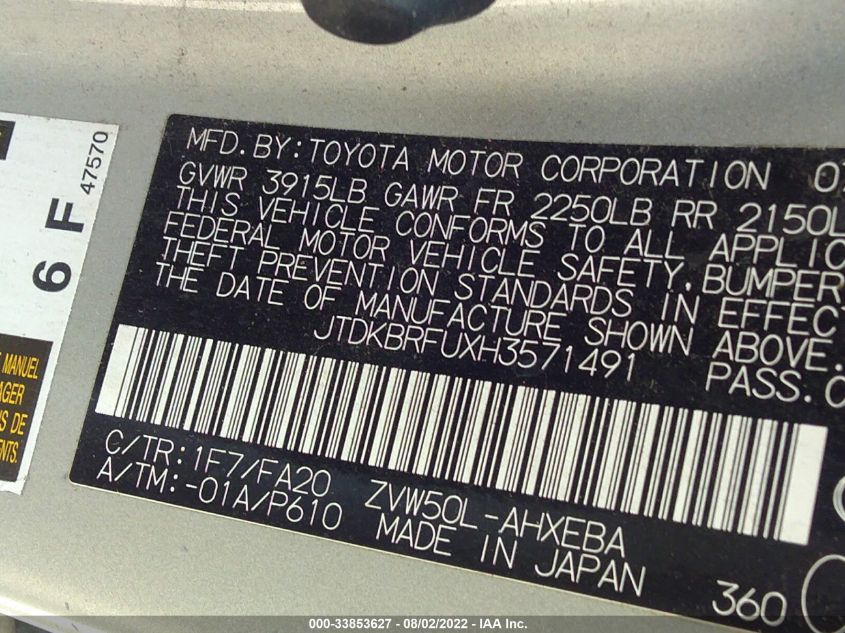 MFD.BY:TOYOTA MOTOR CORPORATION
GVWR 3915LB GAWR FR 2250LB RR 2150L
THIS VEHICLE CONFORMS TO ALL APPLIC
FEDERAL MOTOR VEHICLE SAFETY.BUMPER
THEFT PREVENTION STANDARDS IN EFFECT
THE DATE OF MANUFACTURE SHOWN ABOVE.
JTDKBRFUXH3571491 PASS.
C/TR:1F7/FA20 ZVW50L-AHXEBA
A/TM:-01A/P610 MADE IN JAPAN 360
47570
6 F
MANUEL
AGER
S DE
ENTS.
000-33853627 - 08/02/2022 - IAA Inc.